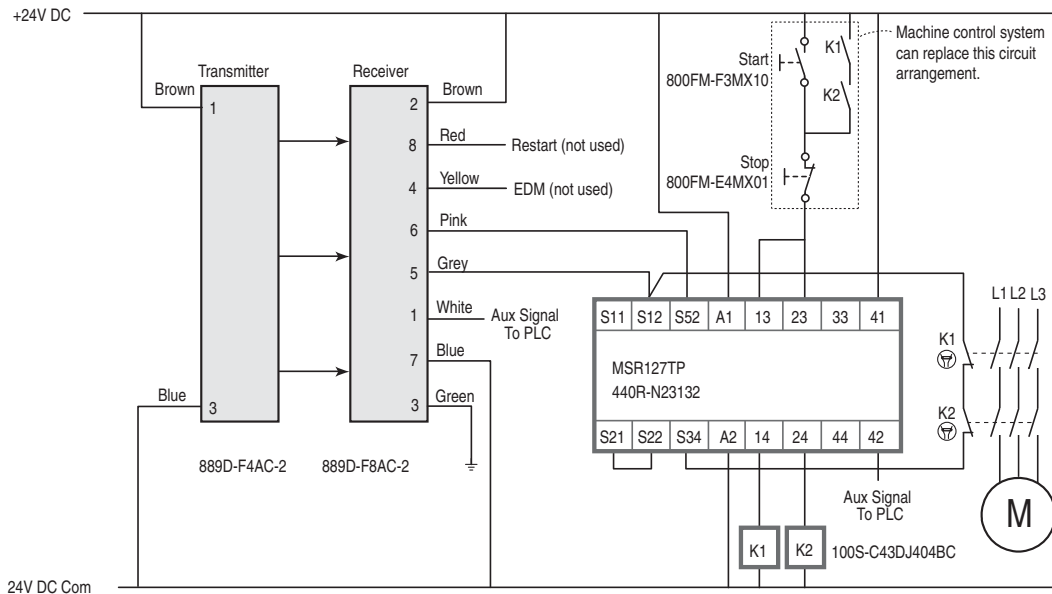 +24V DC
Machine control system
can replace this circuit
arrangement.
Start
800FM-F3MX10
K1
K2
Stop
800FM-E4MX01
Transmitter
Receiver
Brown
1
2
Brown
8
Red
Restart (not used)
4
Yellow
EDM (not used)
6
Pink
5
Grey
1
White
Aux Signal
To PLC
7
Blue
Blue
3
3
Green
889D-F4AC-2
889D-F8AC-2
S11 S12 S52 A1 13 23 33 41
MSR127TP
440R-N23132
S21 S22 S34 A2 14 24 44 42
L1 L2 L3
K1
K2
M
Aux Signal
To PLC
K1
K2
100S-C43DJ404BC
24V DC Com